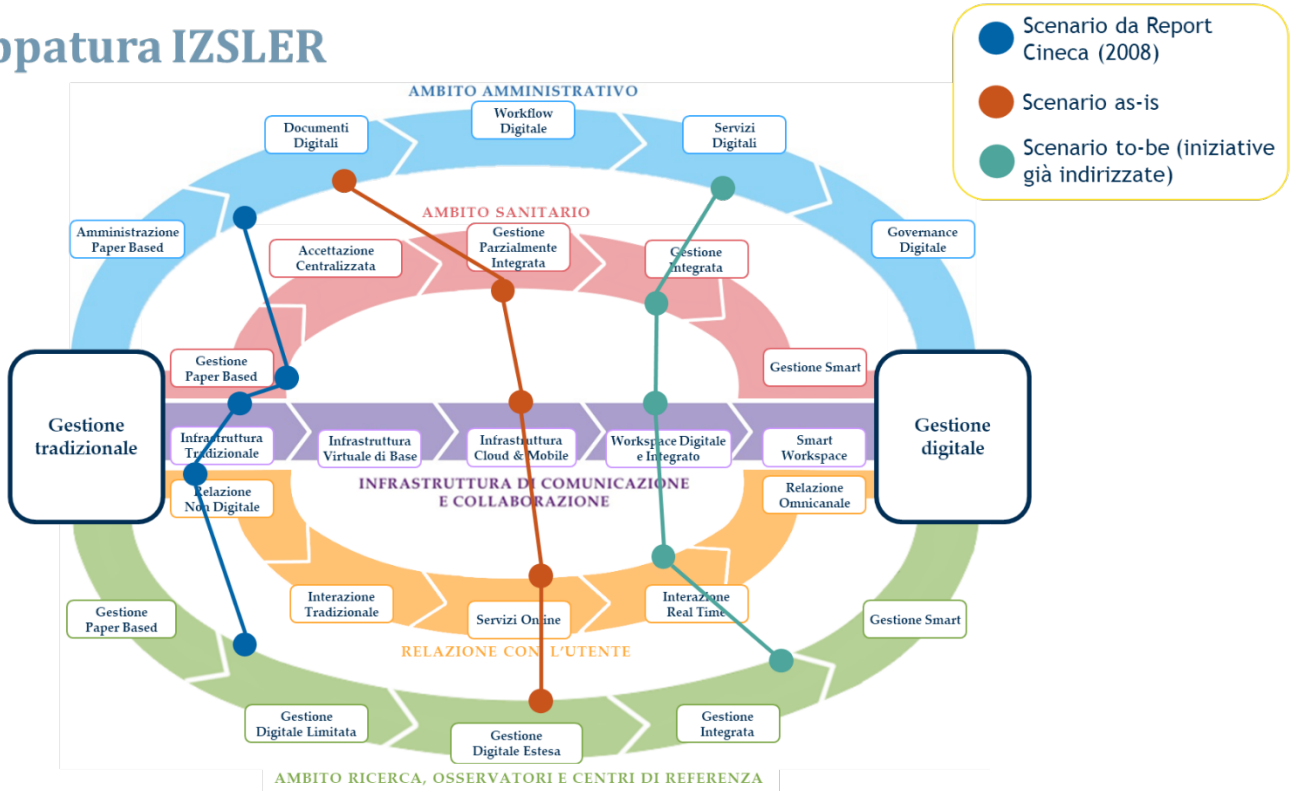 ppatura IZSLER
Scenario da Report
Cineca (2008)
Scenario as-is
Scenario to-be (iniziative
già indirizzate)
AMBITO AMMINISTRATIVO
Documenti
Digitali
Workflow
Digitale
Servizi
Digitali
Amministrazione
Paper Based
Governance
Digitale
AMBITO SANITARIO
Accettazione
Centralizzata
Gestione
Parzialmente
Integrata
Gestione
Integrata
Gestione
Paper Based
Gestione Smart
Gestione
tradizionale
Gestione
digitale
Infrastruttura
Tradizionale
Infrastruttura
Virtuale di Base
Infrastruttura
Cloud & Mobile
Workspace Digitale
e Integrato
Smart
Workspace
INFRASTRUTTURA DI COMUNICAZIONE
E COLLABORAZIONE
Relazione
Non Digitale
Relazione
Omnicanale
Interazione
Tradizionale
Servizi Online
Interazione
Real Time
RELAZIONE CON L'UTENTE
Gestione
Paper Based
Gestione Smart
Gestione
Digitale Limitata
Gestione
Digitale Estesa
Gestione
Integrata
AMBITO RICERCA, OSSERVATORI E CENTRI DI REFERENZA